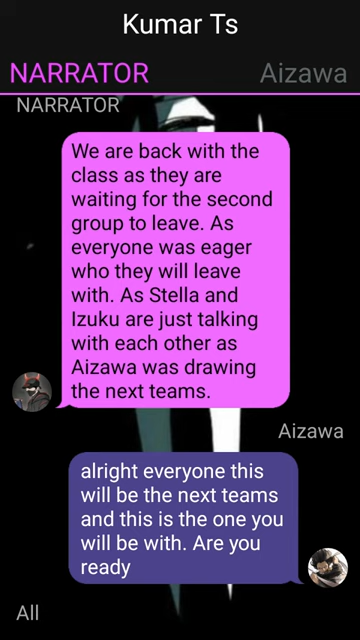 Kumar Ts
NARRATOR
Aizawa
NARRATOR
We are back with the
class as they are
waiting for the second
group to leave. As
everyone was eager
who they will leave
with. As Stella and
Izuku are just talking
with each other as
Aizawa was drawing
the next teams.
Aizawa
alright everyone this
will be the next teams
and this is the one you
will be with. Are you
ready
All